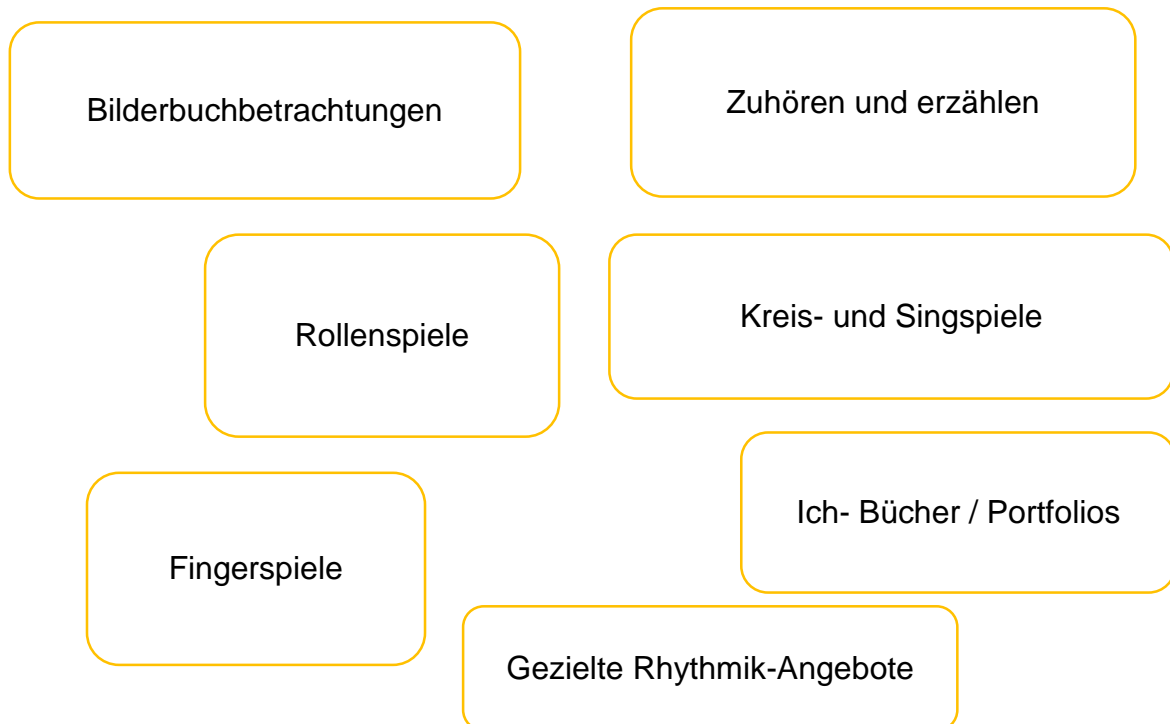 Bilderbuchbetrachtungen
Zuhören und erzählen
Rollenspiele
Kreis- und Singspiele
Ich- Bücher / Portfolios
Fingerspiele
Gezielte Rhythmik-Angebote